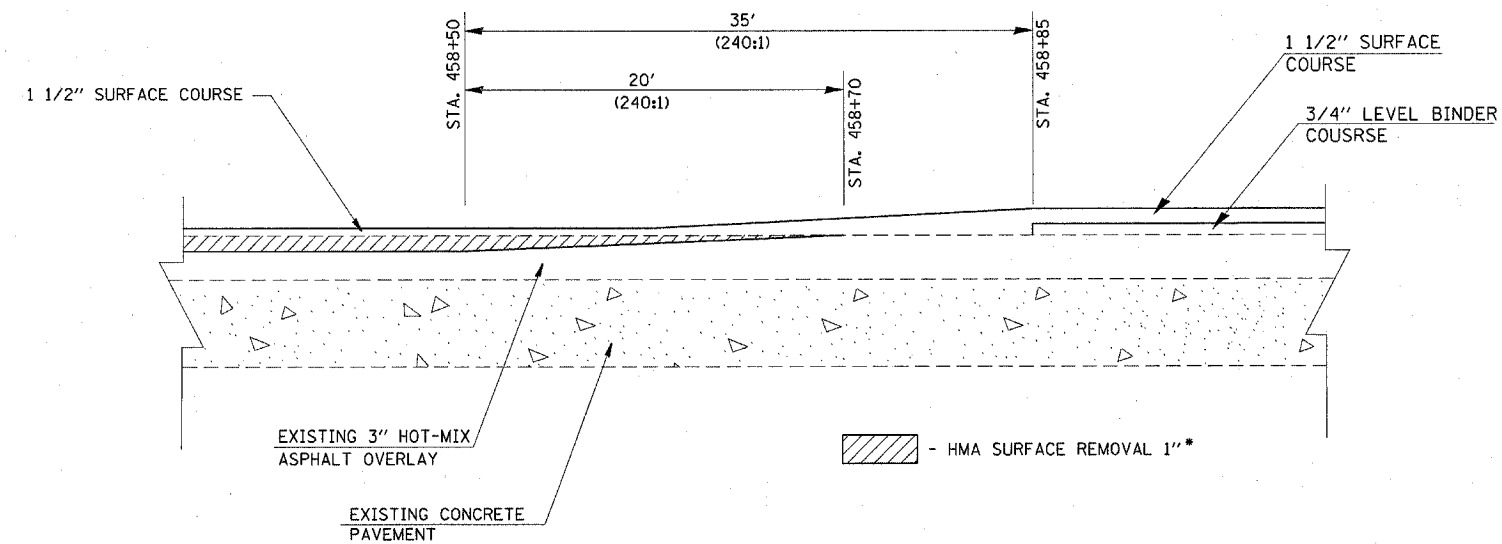 35'
(240:1)
20'
(240:1)
STA. 458+50
STA. 458+70
STA. 458+85
1 1/2" SURFACE COURSE
1 1/2" SURFACE
COURSE
3/4" LEVEL BINDER
COUSRSE
EXISTING 3" HOT-MIX
ASPHALT OVERLAY
- HMA SURFACE REMOVAL 1"*
EXISTING CONCRETE
PAVEMENT